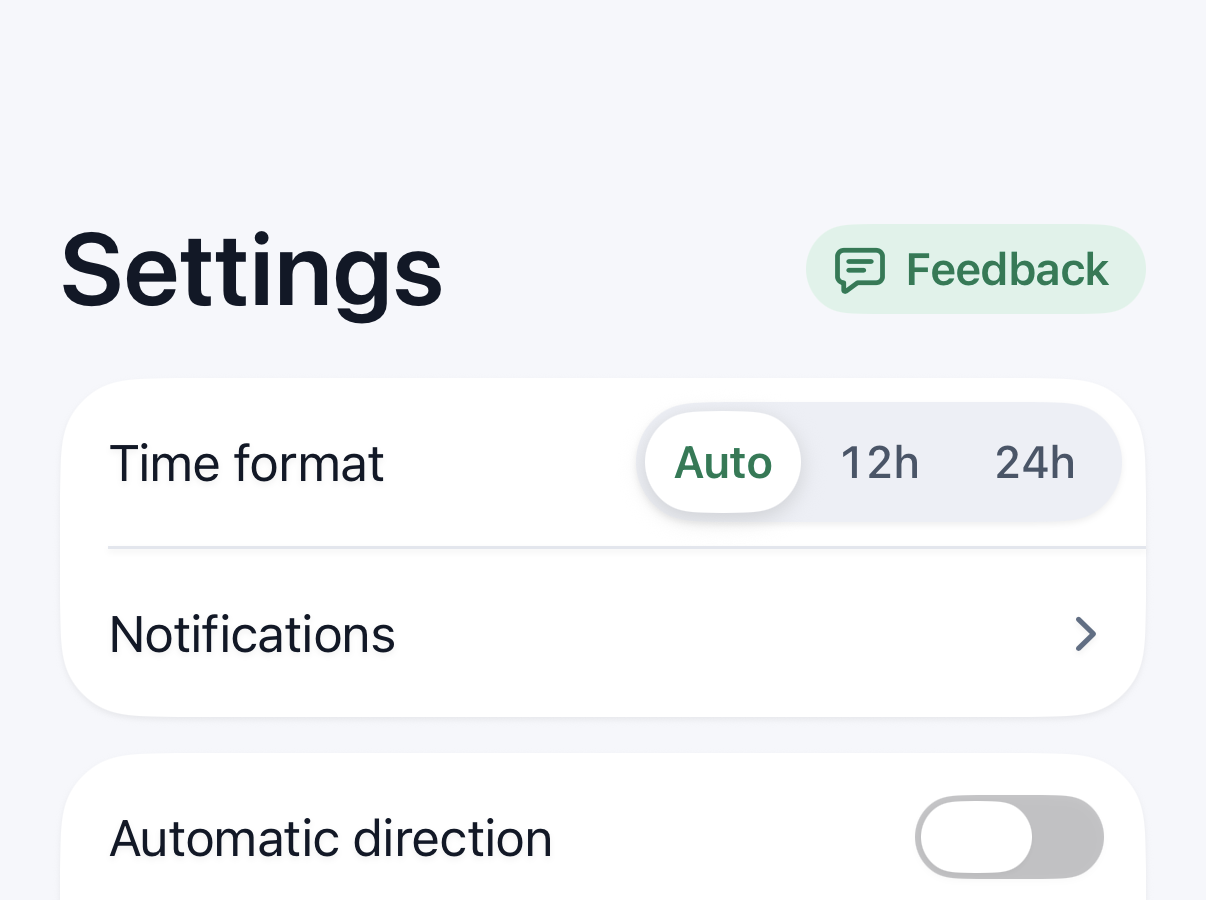 Settings
Feedback
Time format
Auto 12h 24h
Notifications
Automatic direction